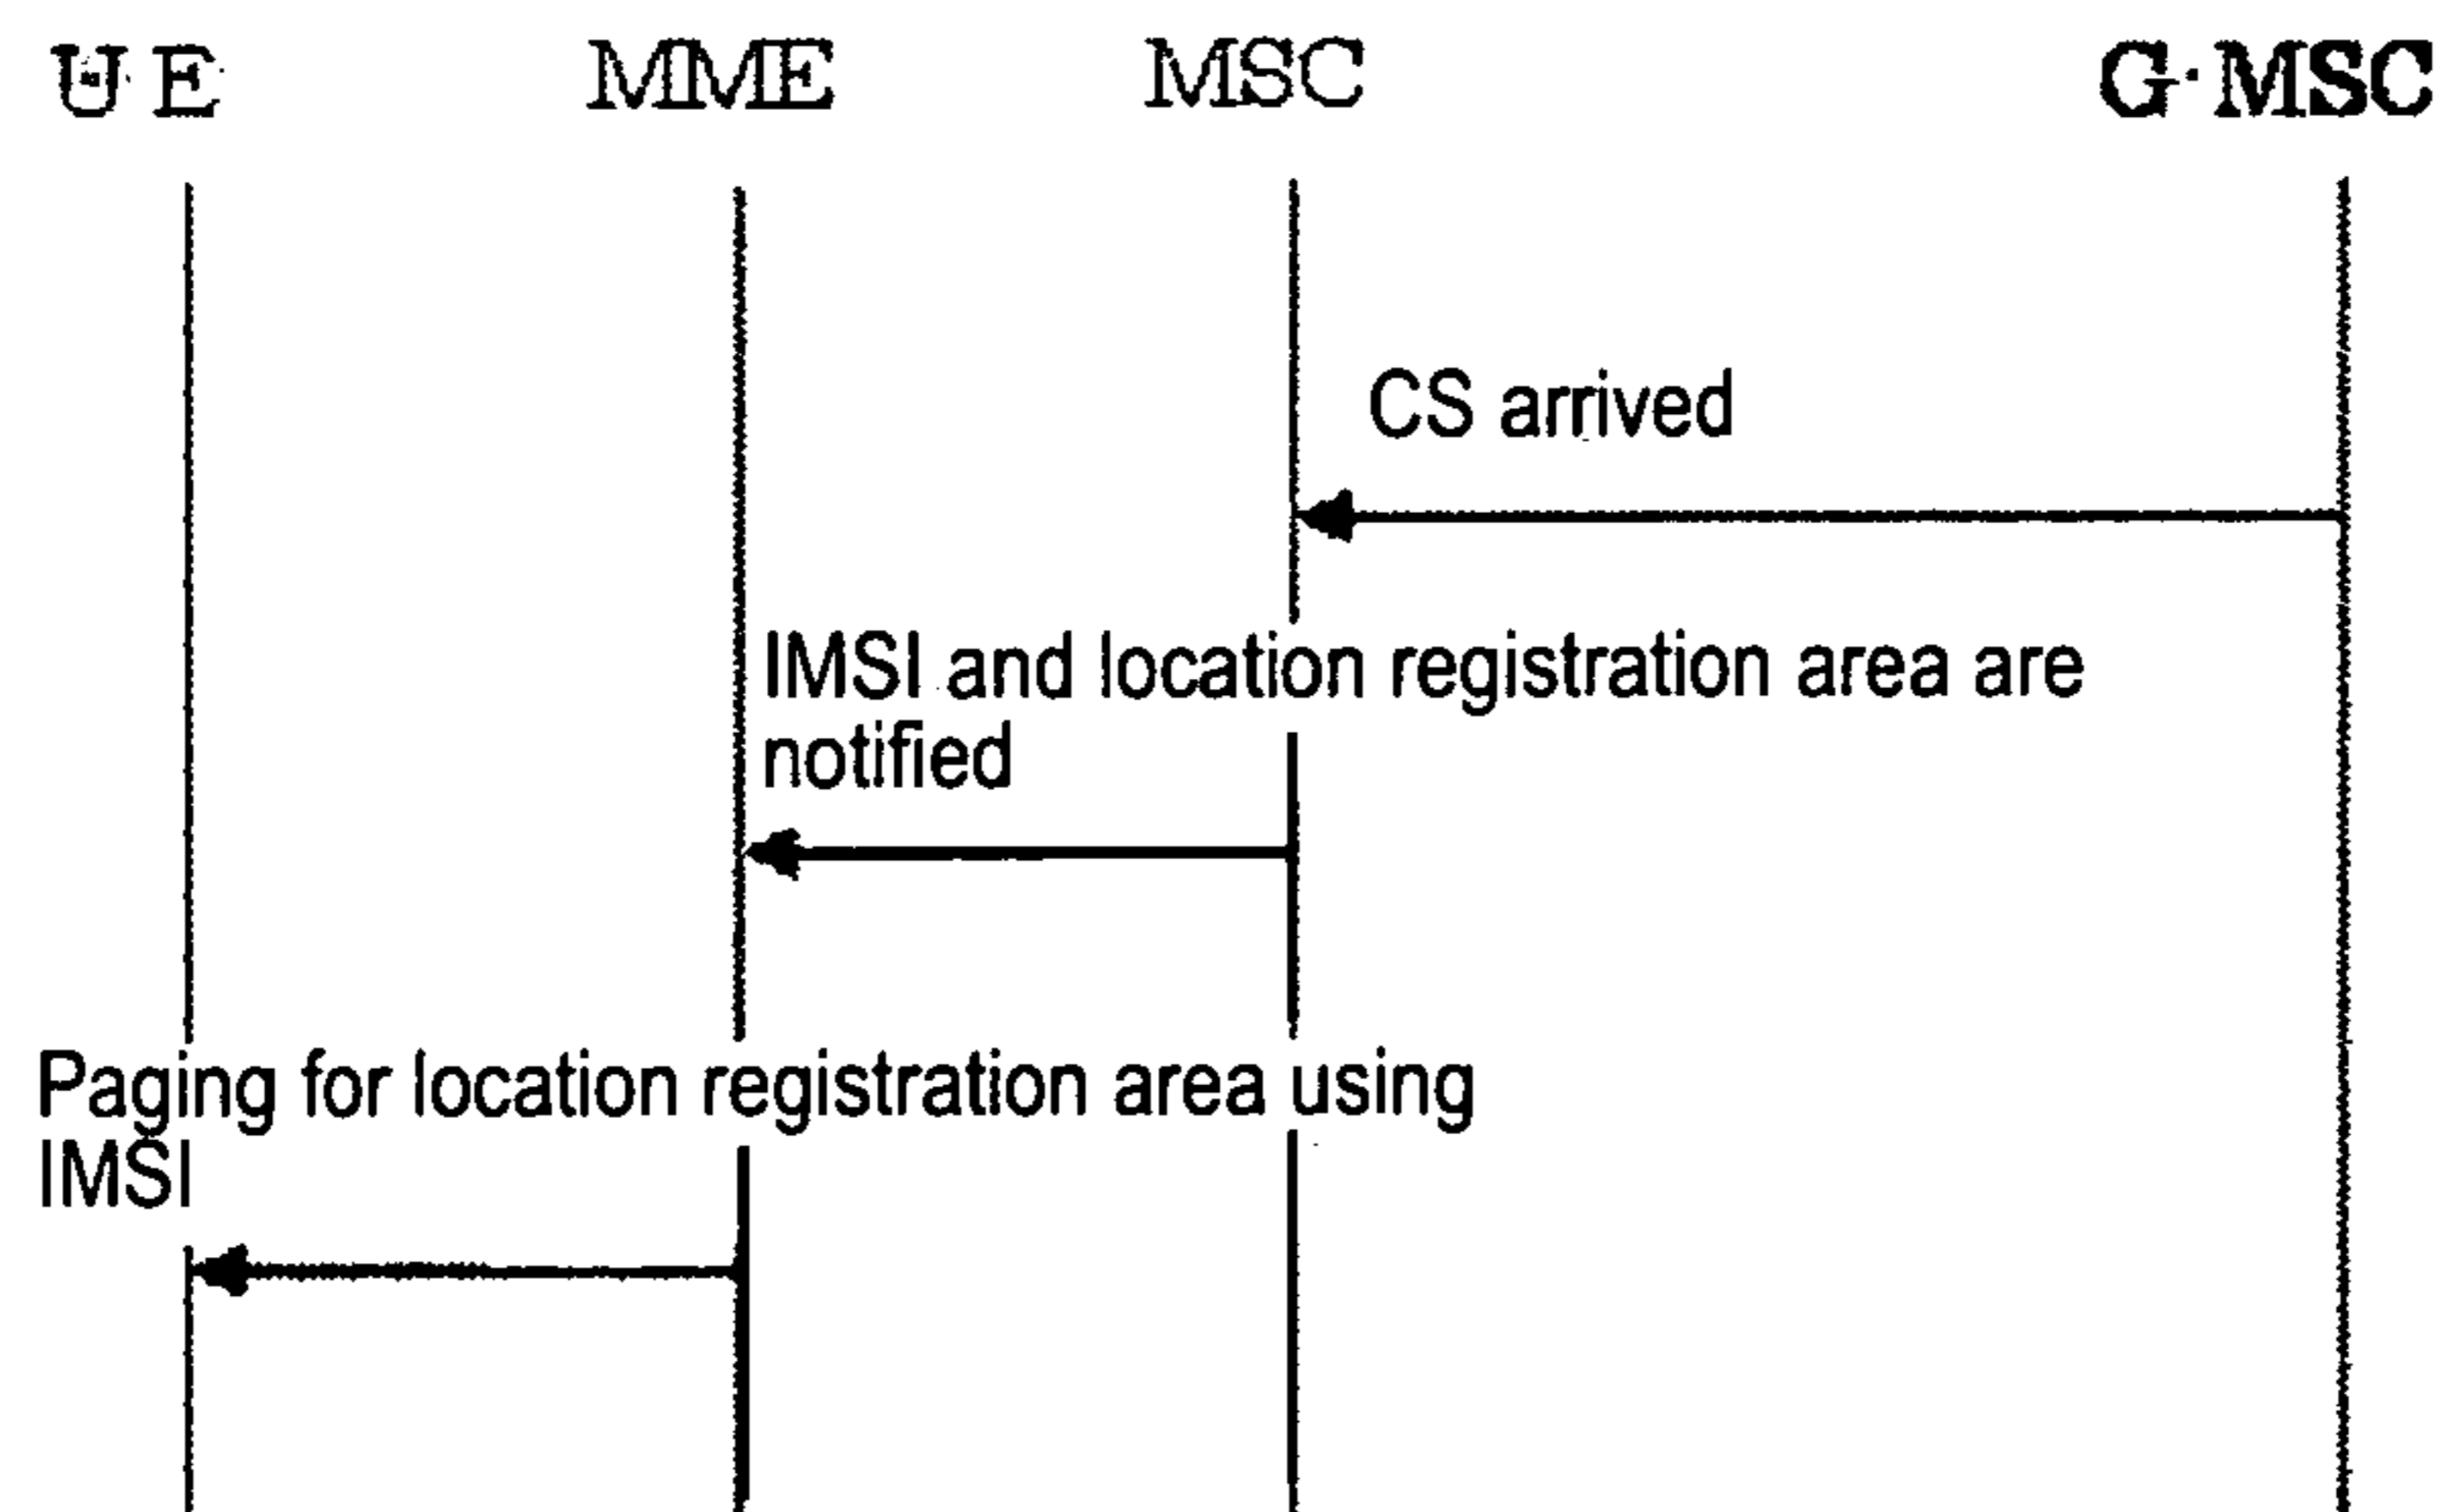 UE MME MSC G-MSC
CS arrived
IMSI and location registration area are
notified
Paging for location registration area using
IMSI